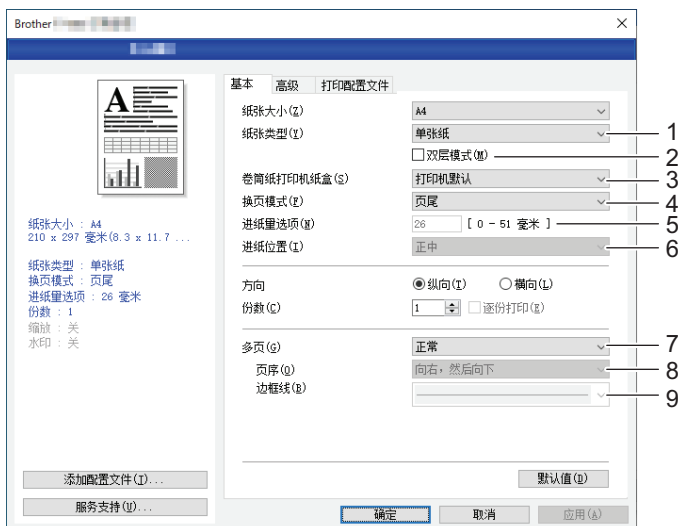 Brother
基本 高级 打印配置文件
纸张大小(Z) A4
纸张类型(Y) 单张纸 1
双层模式(M) 2
卷筒纸打印机纸盒(S) 打印机默认 3
换页模式(F) 页尾 4
进纸量选项(N) 26 [ 0 - 51 毫米 ] 5
进纸位置(I) 正中 6
方向 纵向(T) 横向(L)
份数(C) 1 逐份打印(E)
多页(G) 正常 7
页序(O) 向右，然后向下 8
边框线(B) 9
默认值(D)
A
纸张大小 : A4
210 x 297 毫米(8.3 x 11.7 ...
纸张类型 : 单张纸
换页模式 : 页尾
进纸量选项 : 26 毫米
份数 : 1
缩放 : 关
水印 : 关
添加配置文件(J)...
服务支持(U)...
确定 取消 应用(A)